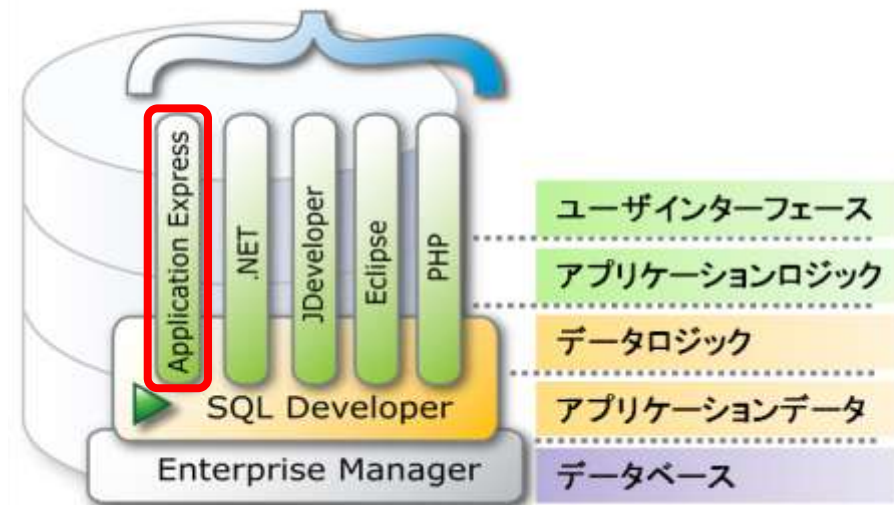 Application Express
.NET
JDeveloper
Eclipse
PHP
SQL Developer
Enterprise Manager
ユーザインターフェース
アプリケーションロジック
データロジック
アプリケーションデータ
データベース